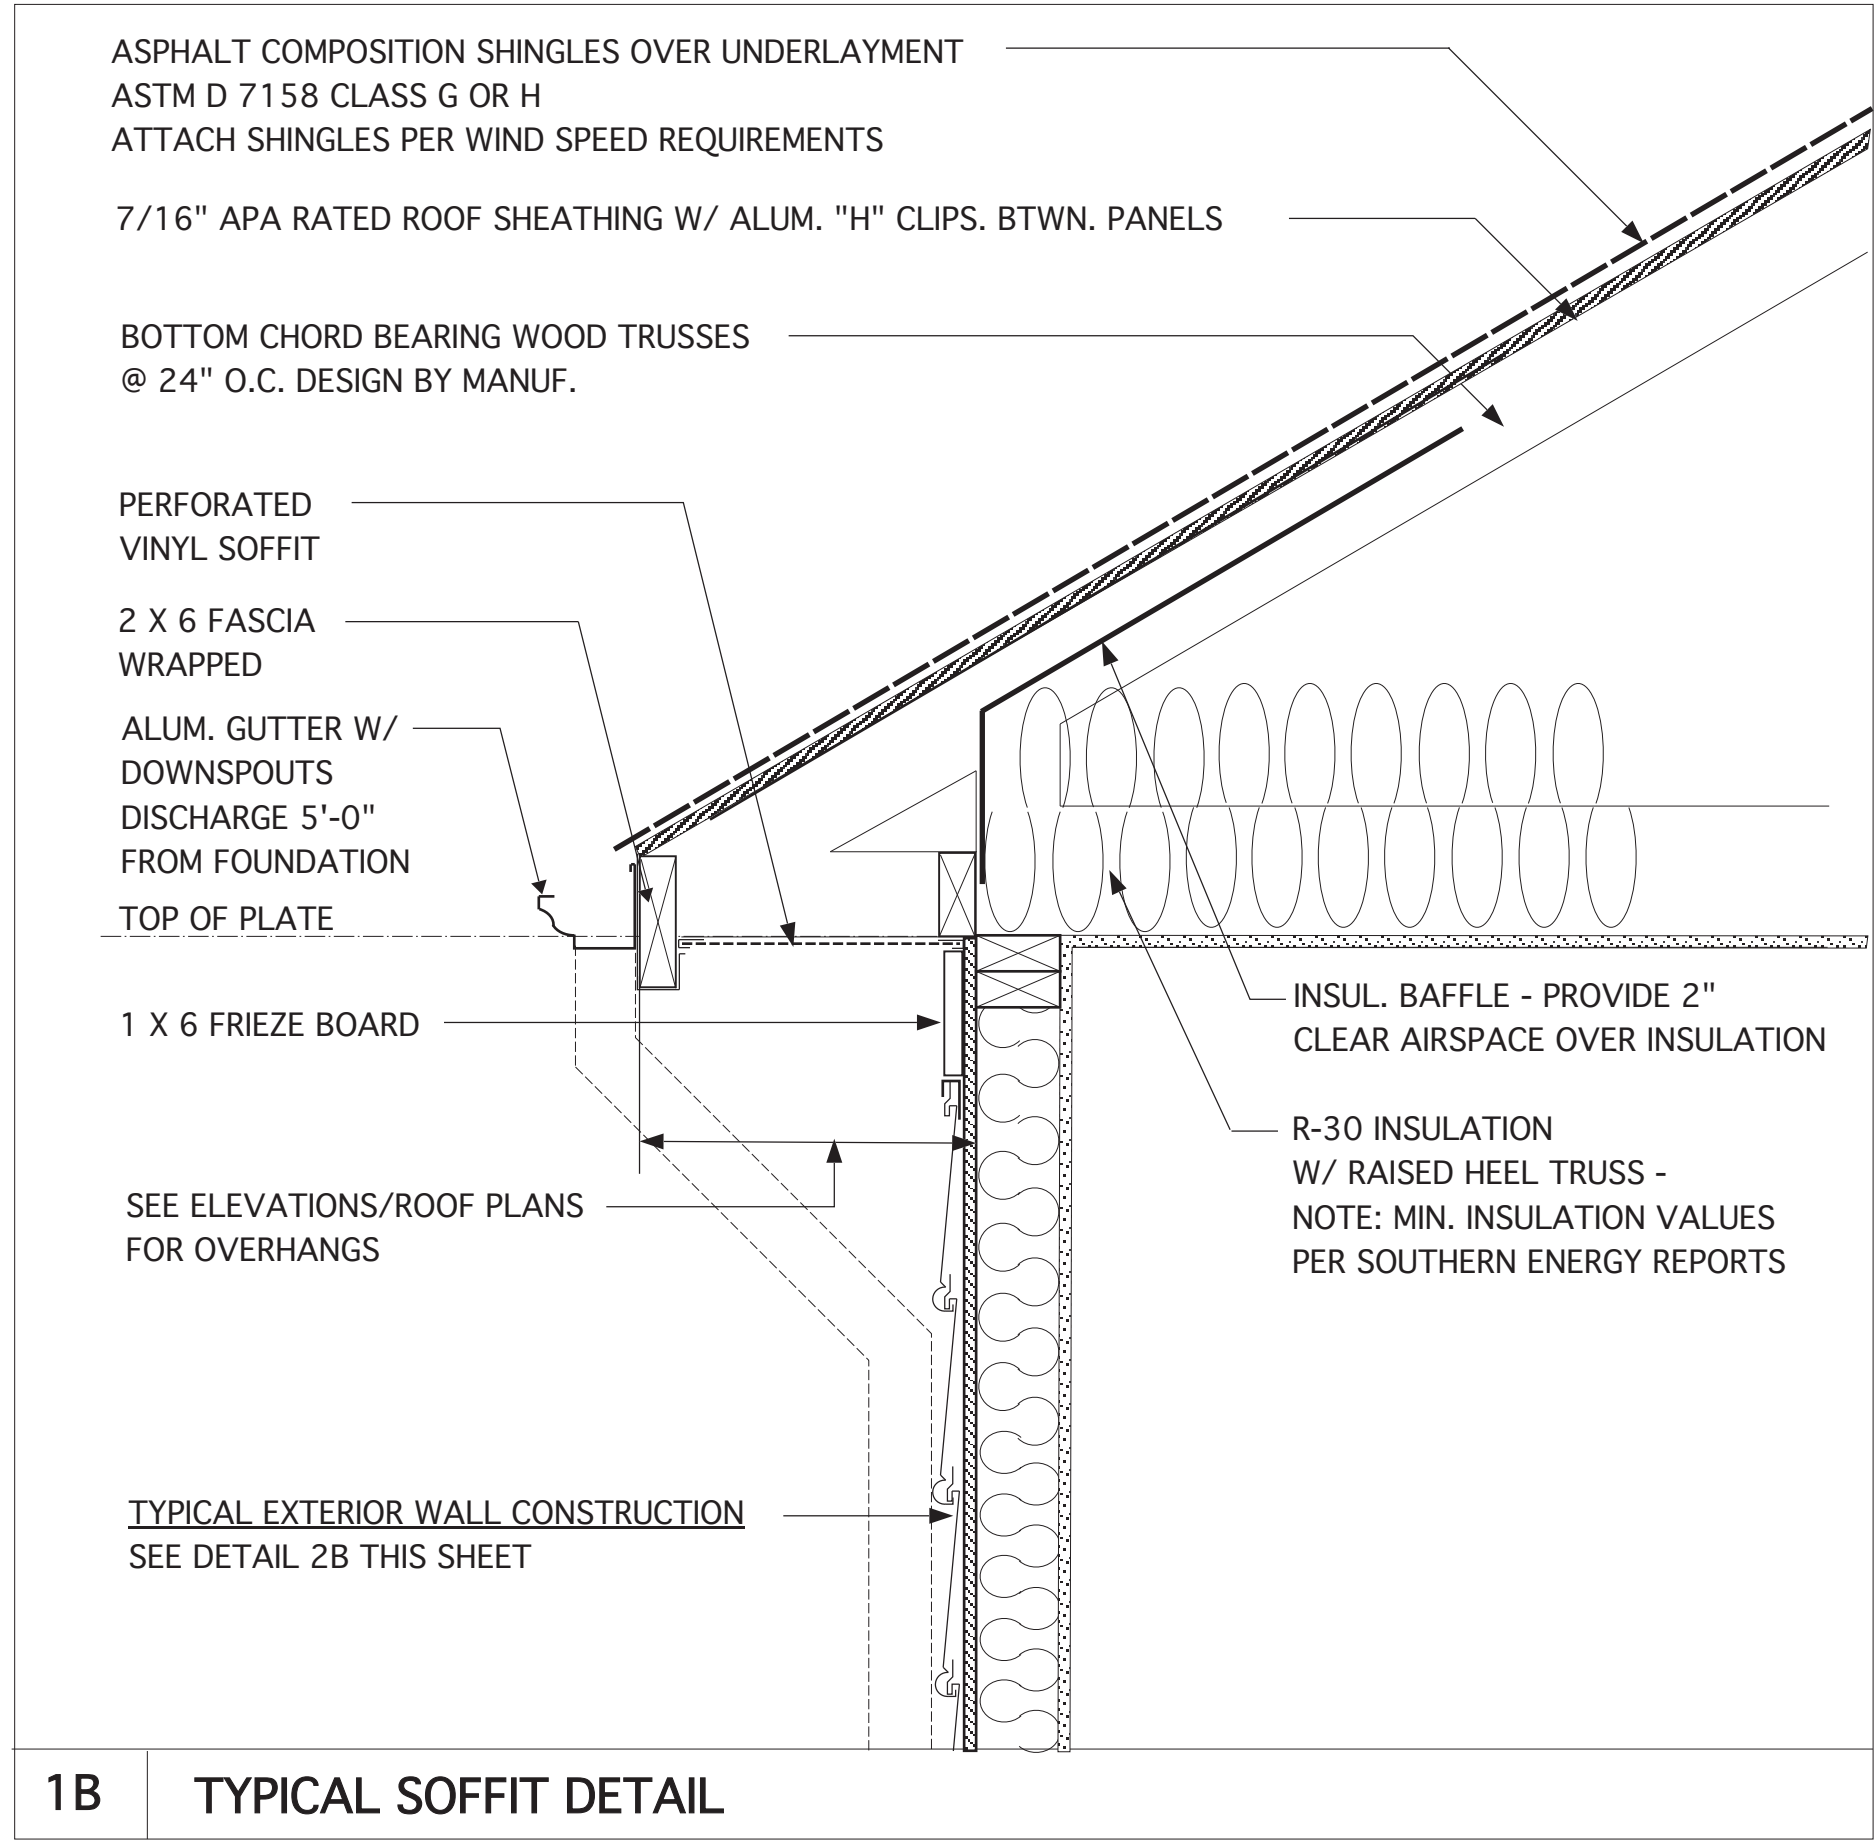 ASPHALT COMPOSITION SHINGLES OVER UNDERLAYMENT
ASTM D 7158 CLASS G OR H
ATTACH SHINGLES PER WIND SPEED REQUIREMENTS
7/16" APA RATED ROOF SHEATHING W/ ALUM. "H" CLIPS. BTWN. PANELS
BOTTOM CHORD BEARING WOOD TRUSSES
@ 24" O.C. DESIGN BY MANUF.
PERFORATED
VINYL SOFFIT
2 X 6 FASCIA
WRAPPED
ALUM. GUTTER W/
DOWNSPOUTS
DISCHARGE 5'-0"
FROM FOUNDATION
TOP OF PLATE
1 X 6 FRIEZE BOARD
SEE ELEVATIONS/ROOF PLANS
FOR OVERHANGS
TYPICAL EXTERIOR WALL CONSTRUCTION
SEE DETAIL 2B THIS SHEET
INSUL. BAFFLE - PROVIDE 2"
CLEAR AIRSPACE OVER INSULATION
R-30 INSULATION
W/ RAISED HEEL TRUSS -
NOTE: MIN. INSULATION VALUES
PER SOUTHERN ENERGY REPORTS
1B
TYPICAL SOFFIT DETAIL